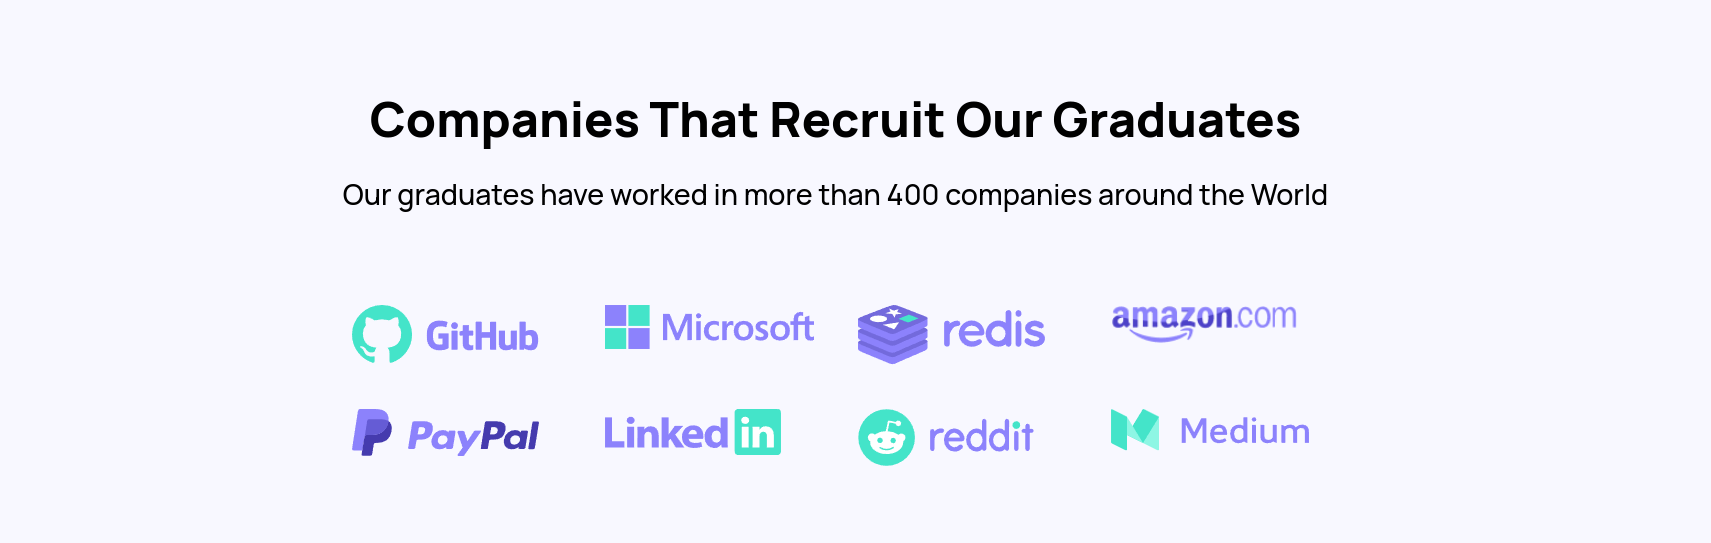 Companies That Recruit Our Graduates
Our graduates have worked in more than 400 companies around the World
GitHub Microsoft redis amazon.com
PayPal Linkedin reddit Medium